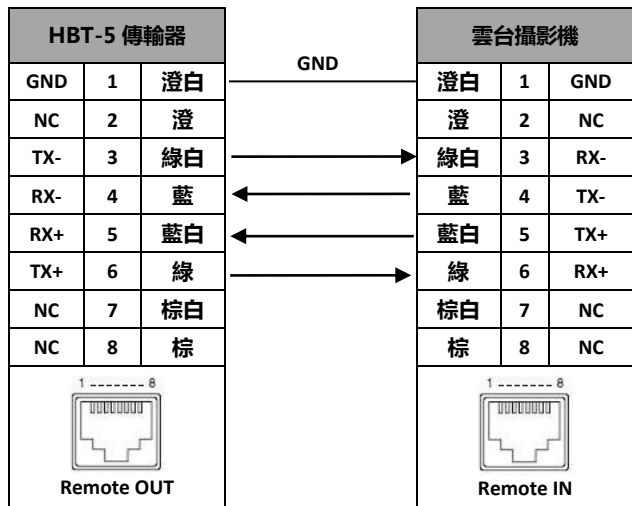 HBT-5 傳輸器 雲台攝影機
GND
GND 1 澄白 澄白 1 GND
NC 2 澄 澄 2 NC
TX- 3 綠白 綠白 3 RX-
RX- 4 藍 藍 4 TX-
RX+ 5 藍白 藍白 5 TX+
TX+ 6 綠 綠 6 RX+
NC 7 棕白 棕白 7 NC
NC 8 棕 棕 8 NC
1 ------- 8 1 ------- 8
Remote OUT Remote IN